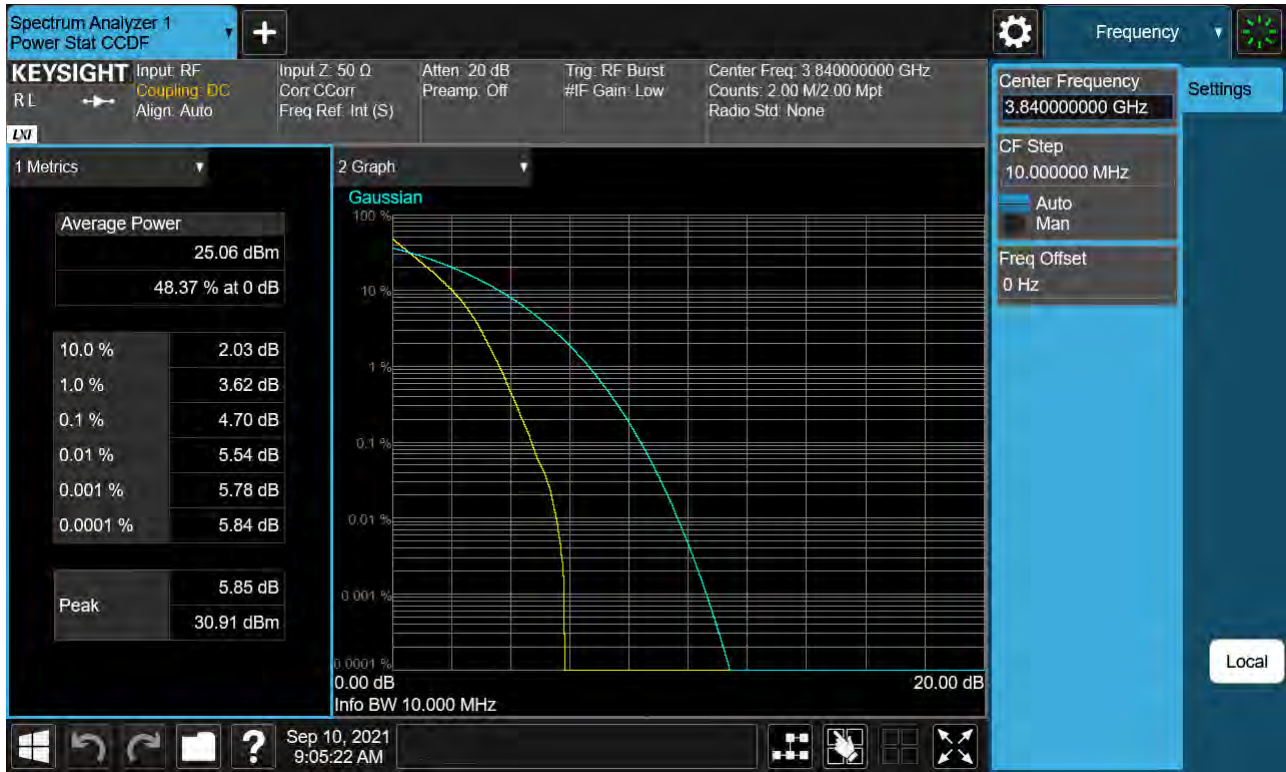 Spectrum Analyzer 1
Power Stat CCDF
+
Frequency
KEYSIGHT
RL
LXI
Input: RF
Coupling: DC
Align: Auto
Input Z: 50 Ω
Corr CCorr
Freq Ref: Int (S)
Atten: 20 dB
Preamp: Off
Trig: RF Burst
#IF Gain: Low
Center Freq: 3.840000000 GHz
Counts: 2.00 M/2.00 Mpt
Radio Std: None
Center Frequency
3.840000000 GHz
Settings
CF Step
10.000000 MHz
Auto
Man
Freq Offset
0 Hz
Local
1 Metrics
Average Power
25.06 dBm
48.37 % at 0 dB
10.0 % 2.03 dB
1.0 % 3.62 dB
0.1 % 4.70 dB
0.01 % 5.54 dB
0.001 % 5.78 dB
0.0001 % 5.84 dB
Peak
5.85 dB
30.91 dBm
2 Graph
Gaussian
100 %
10 %
1 %
0.1 %
0.01 %
0.001 %
0.0001 %
0.00 dB 20.00 dB
Info BW 10.000 MHz
?
Sep 10, 2021
9:05:22 AM